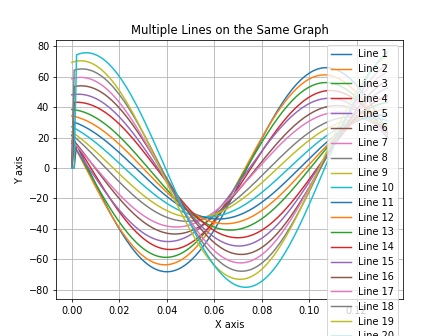 Multiple Lines on the Same Graph
80
60
40
20
0
−20
−40
−60
−80
Y axis
0.00
0.02
0.04
0.06
0.08
0.10
X axis
Line 1
Line 2
Line 3
Line 4
Line 5
Line 6
Line 7
Line 8
Line 9
Line 10
Line 11
Line 12
Line 13
Line 14
Line 15
Line 16
Line 17
Line 18
Line 19
Line 20